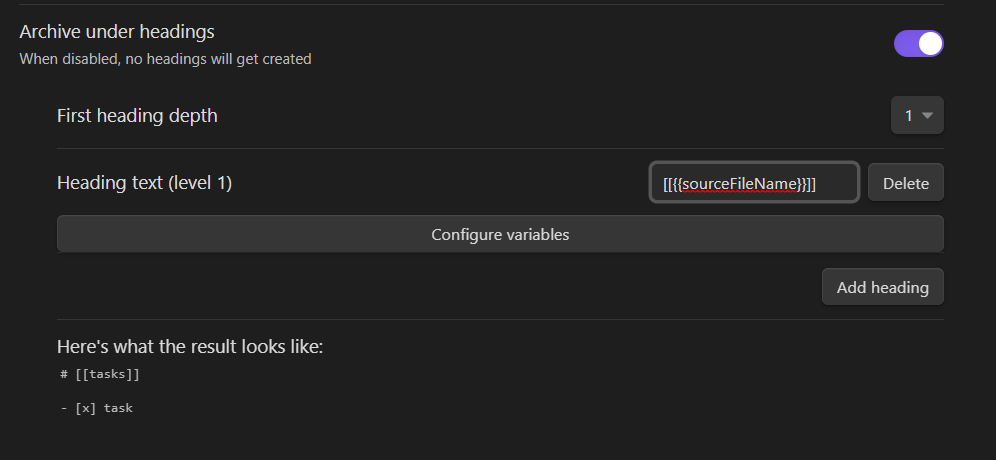 Archive under headings
When disabled, no headings will get created
First heading depth
1
Heading text (level 1)
[[{{sourceFileName}}]]
Delete
Configure variables
Add heading
Here's what the result looks like:
# [[tasks]]
- [x] task